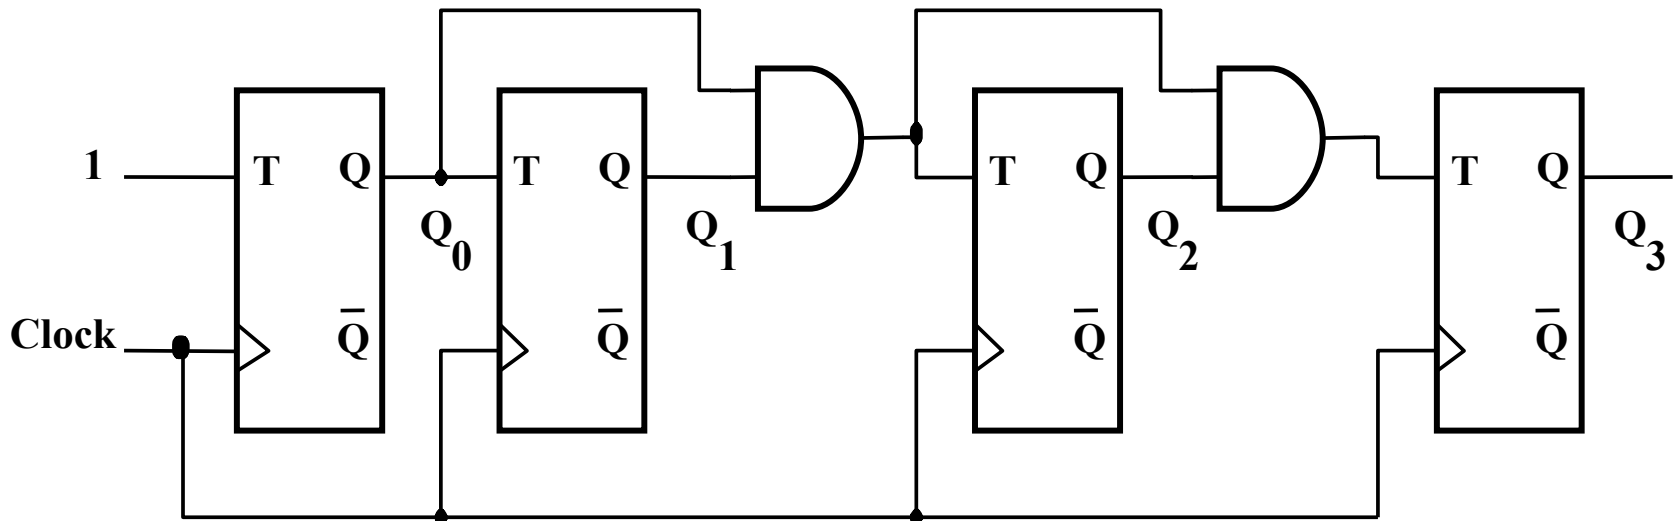 1 T Q T Q T Q T Q
Q0 Q1 Q2 Q3
Clock Q̅ Q̅ Q̅ Q̅